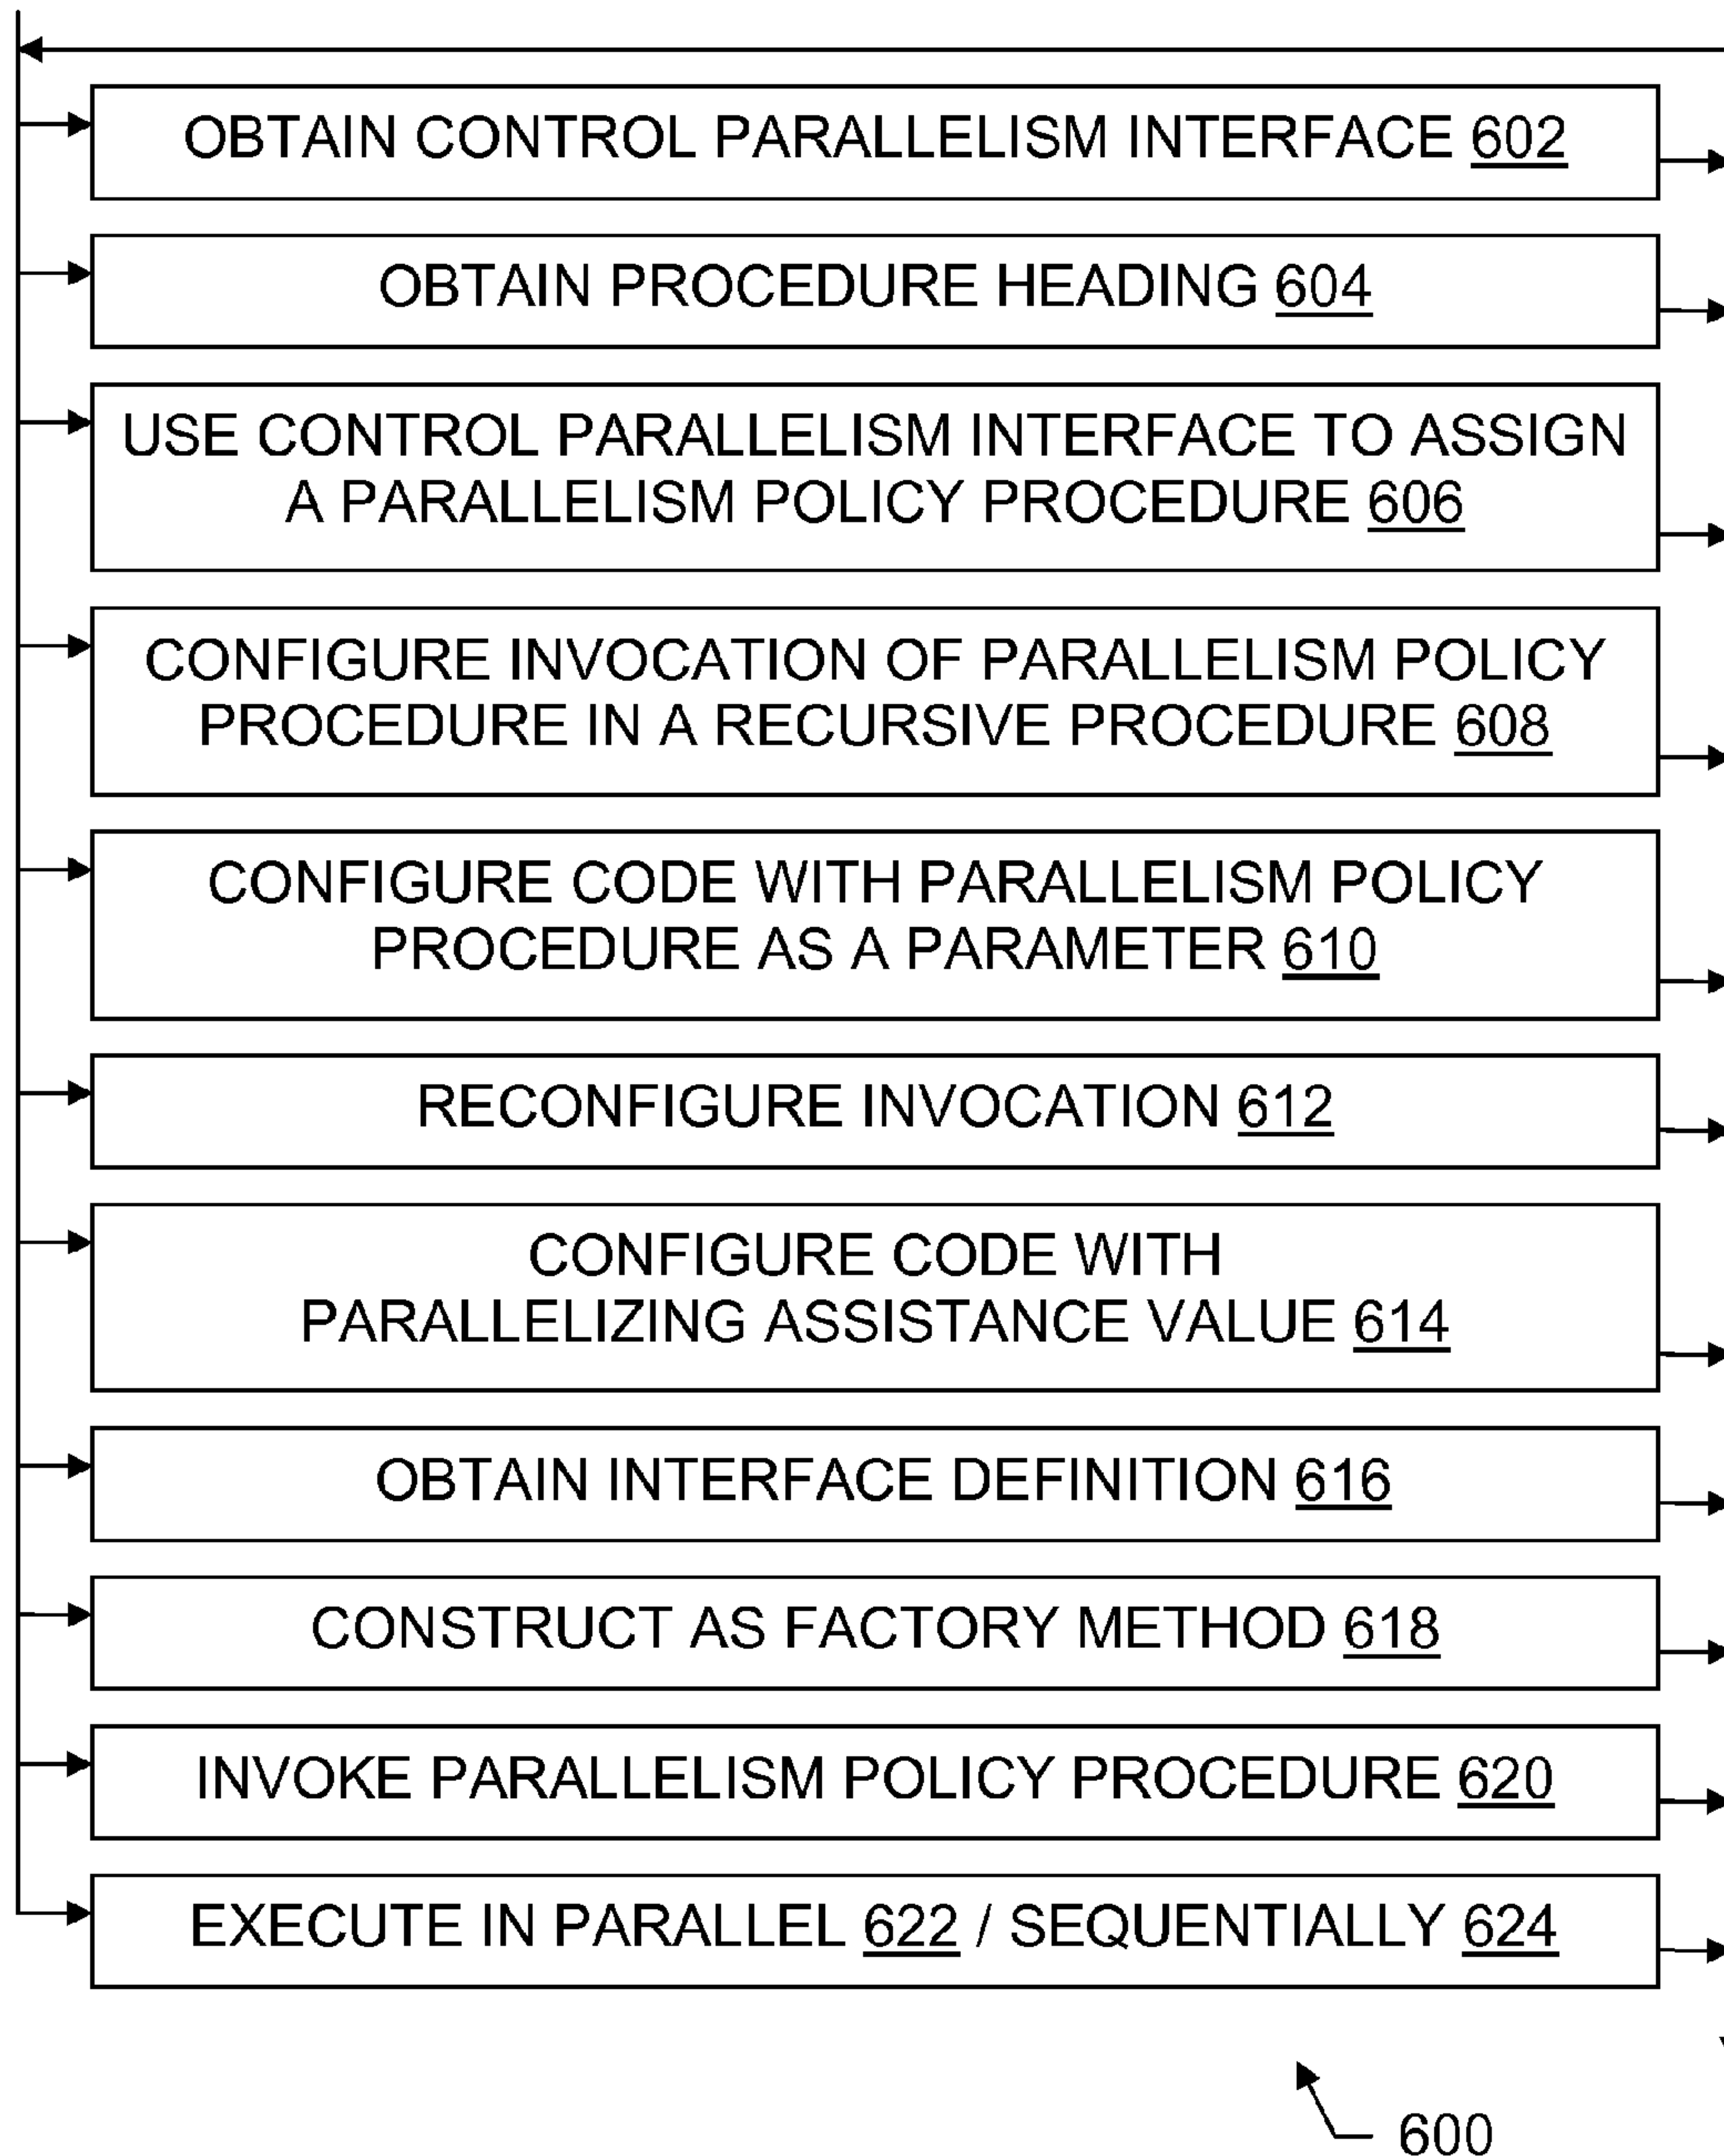 OBTAIN CONTROL PARALLELISM INTERFACE 602
OBTAIN PROCEDURE HEADING 604
USE CONTROL PARALLELISM INTERFACE TO ASSIGN
A PARALLELISM POLICY PROCEDURE 606
CONFIGURE INVOCATION OF PARALLELISM POLICY
PROCEDURE IN A RECURSIVE PROCEDURE 608
CONFIGURE CODE WITH PARALLELISM POLICY
PROCEDURE AS A PARAMETER 610
RECONFIGURE INVOCATION 612
CONFIGURE CODE WITH
PARALLELIZING ASSISTANCE VALUE 614
OBTAIN INTERFACE DEFINITION 616
CONSTRUCT AS FACTORY METHOD 618
INVOKE PARALLELISM POLICY PROCEDURE 620
EXECUTE IN PARALLEL 622 / SEQUENTIALLY 624
600